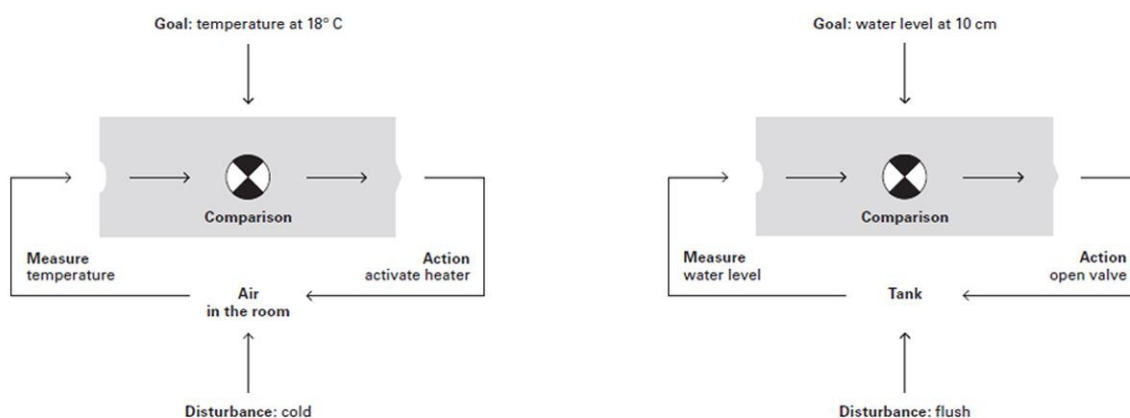 Goal: temperature at 18° C
Comparison
Measure
temperature
Action
activate heater
Air
in the room
Disturbance: cold
Goal: water level at 10 cm
Comparison
Measure
water level
Action
open valve
Tank
Disturbance: flush